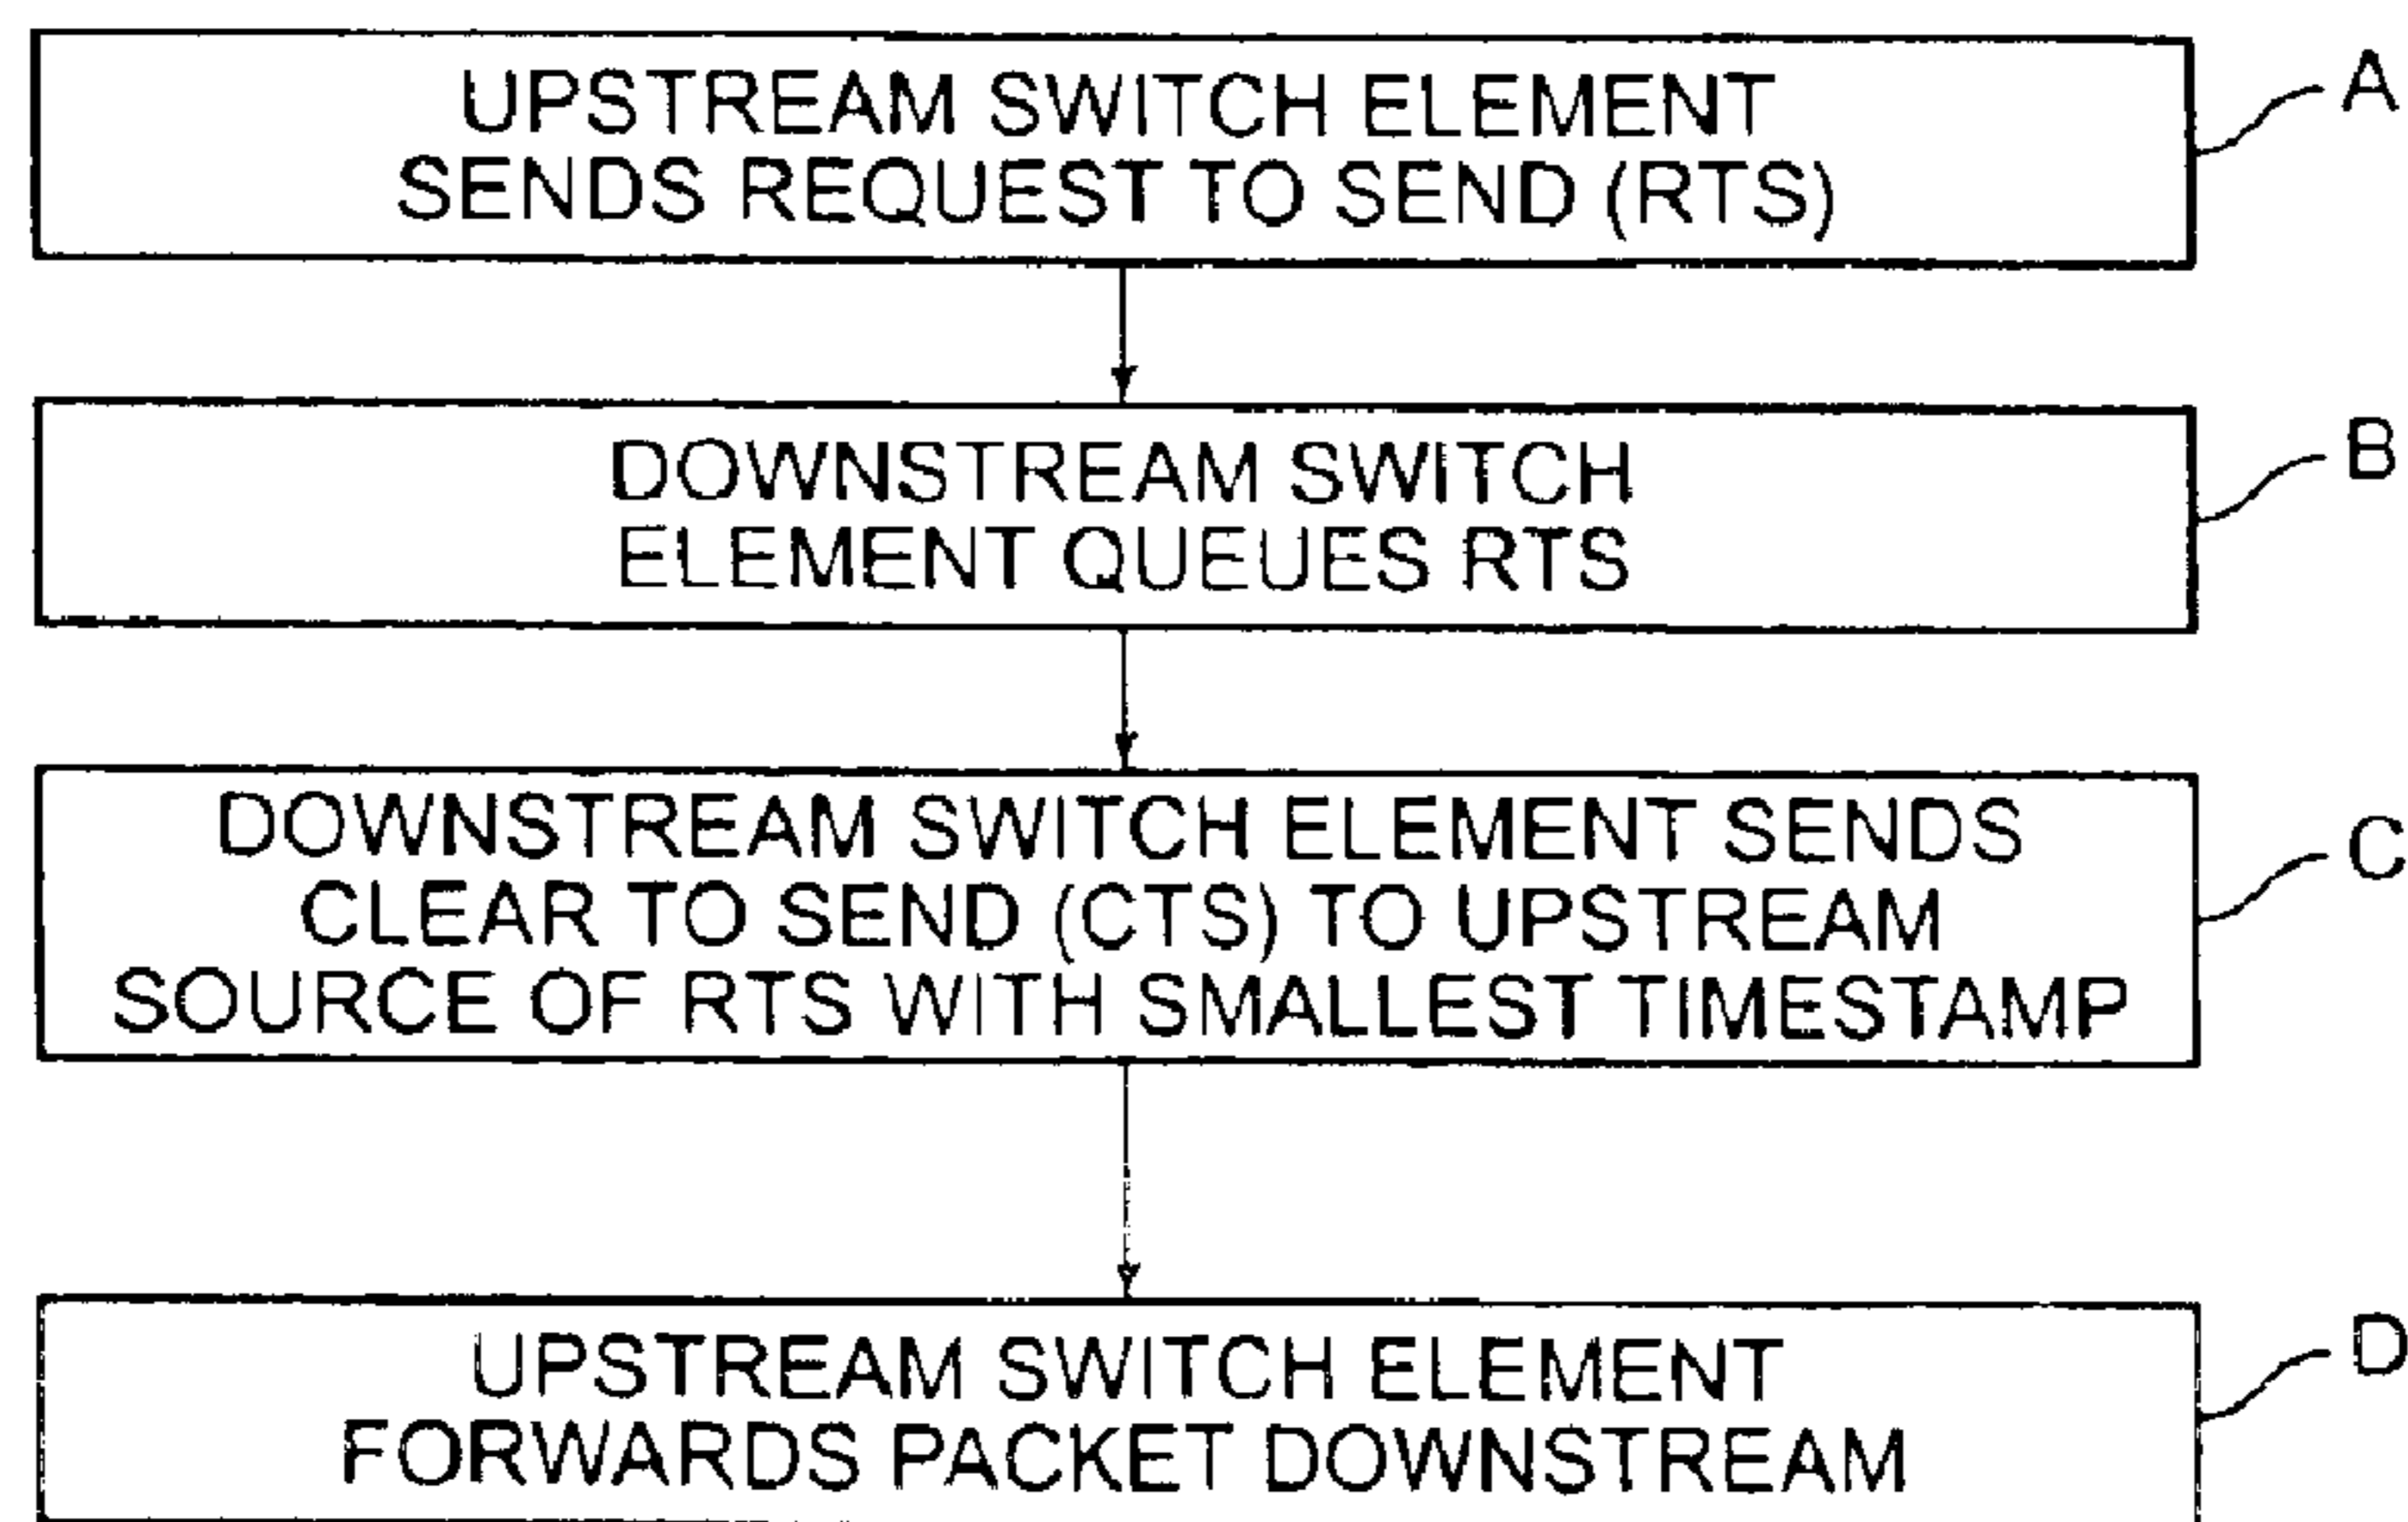 UPSTREAM SWITCH ELEMENT
SENDS REQUEST TO SEND (RTS)
A
DOWNSTREAM SWITCH
ELEMENT QUEUES RTS
B
DOWNSTREAM SWITCH ELEMENT SENDS
CLEAR TO SEND (CTS) TO UPSTREAM
SOURCE OF RTS WITH SMALLEST TIMESTAMP
C
UPSTREAM SWITCH ELEMENT
FORWARDS PACKET DOWNSTREAM
D